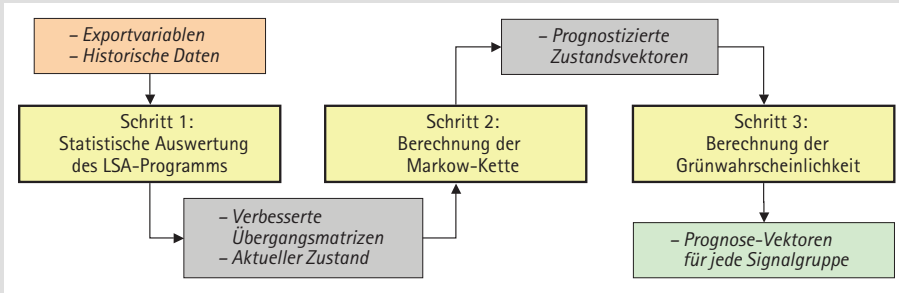 – Exportvariablen
– Historische Daten
Schritt 1:
Statistische Auswertung
des LSA-Programms
– Verbesserte
Übergangsmatrizen
– Aktueller Zustand
Schritt 2:
Berechnung der
Markow-Kette
– Prognostizierte
Zustandsvektoren
Schritt 3:
Berechnung der
Grünwahrscheinlichkeit
– Prognose-Vektoren
für jede Signalgruppe